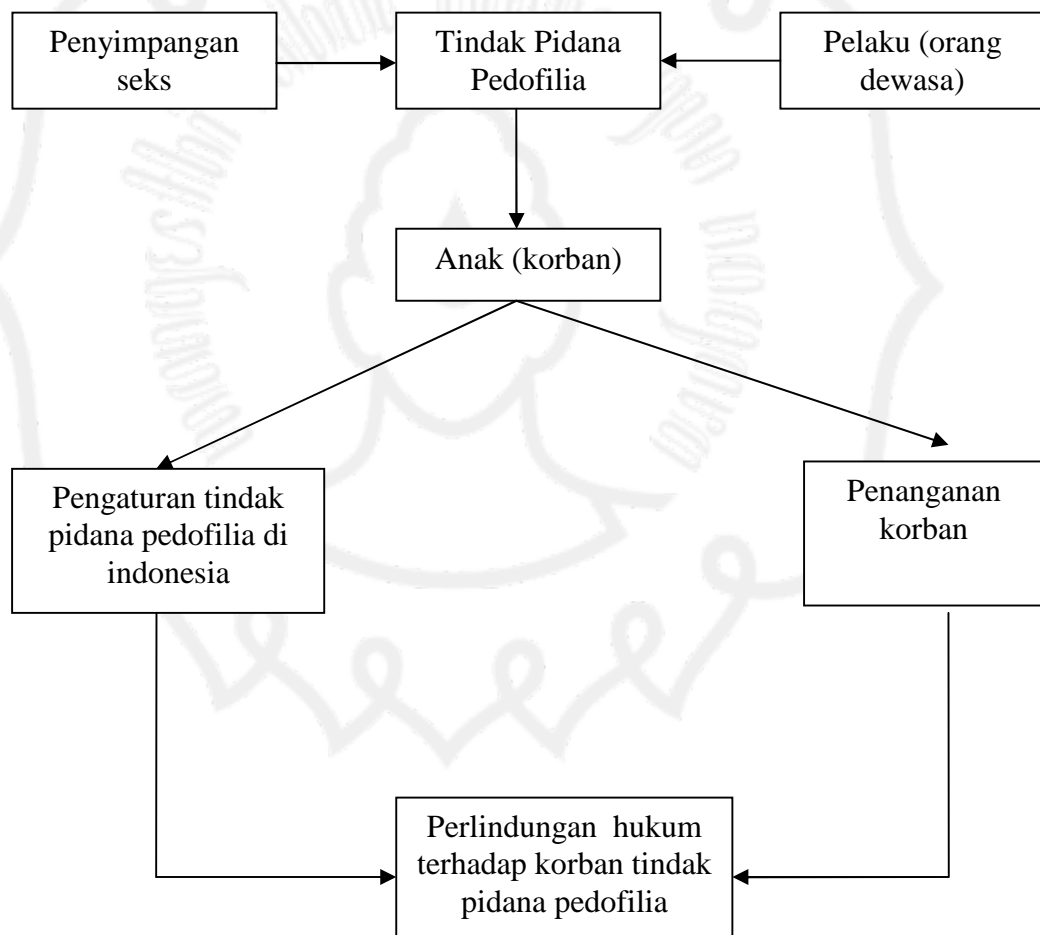 Penyimpangan
seks
Tindak Pidana
Pedofilia
Pelaku (orang
dewasa)
Anak (korban)
Pengaturan tindak
pidana pedofilia di
indonesia
Penanganan
korban
Perlindungan hukum
terhadap korban tindak
pidana pedofilia